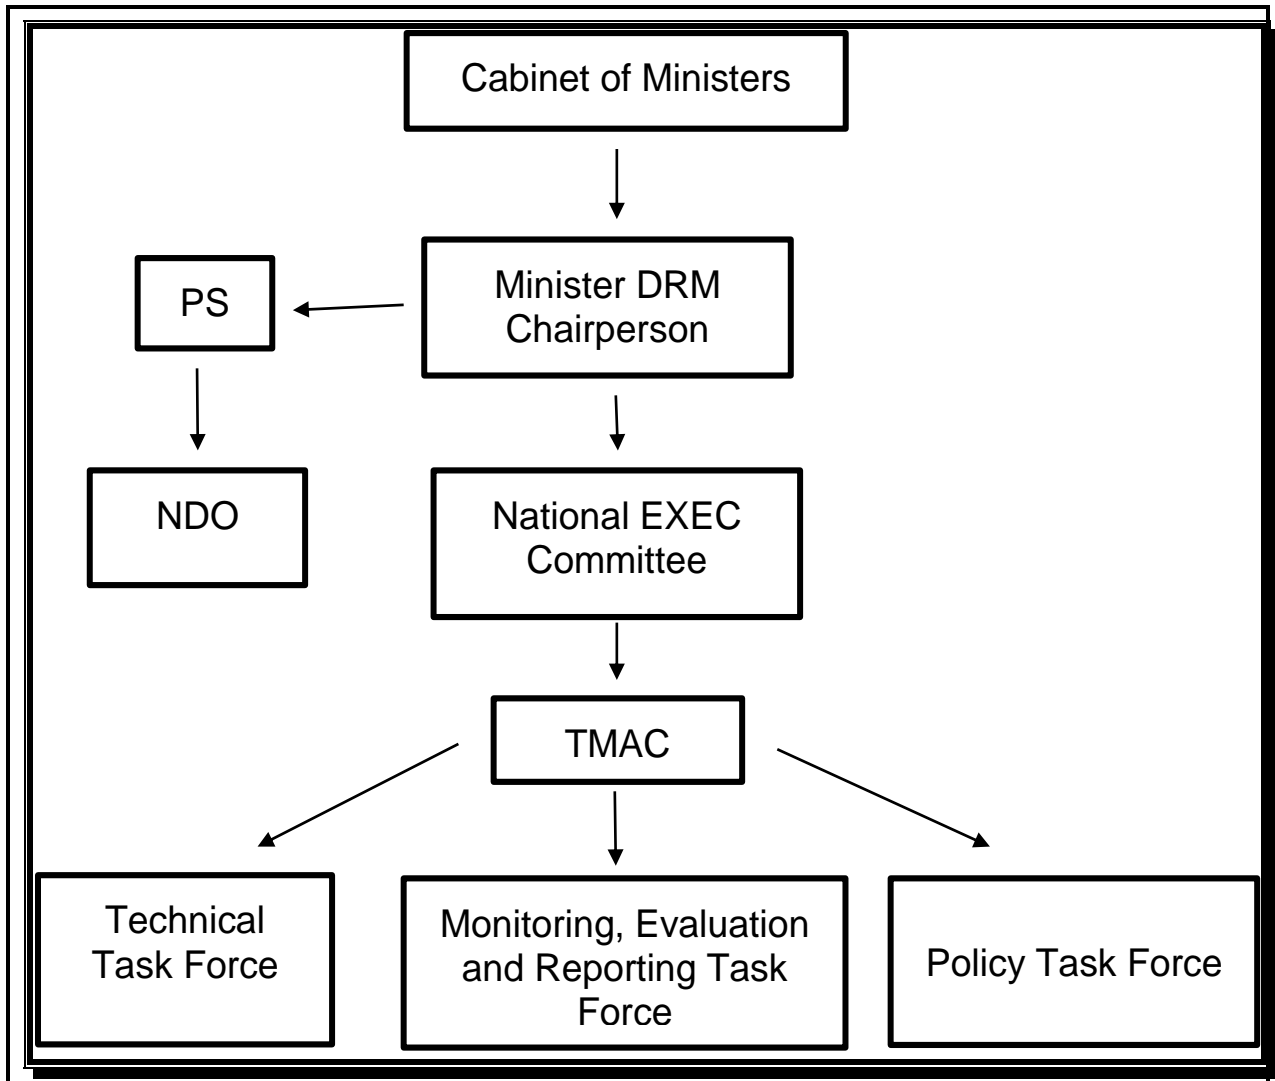 Cabinet of Ministers
Minister DRM
Chairperson
PS
NDO
National EXEC
Committee
TMAC
Technical
Task Force
Monitoring, Evaluation
and Reporting Task
Force
Policy Task Force